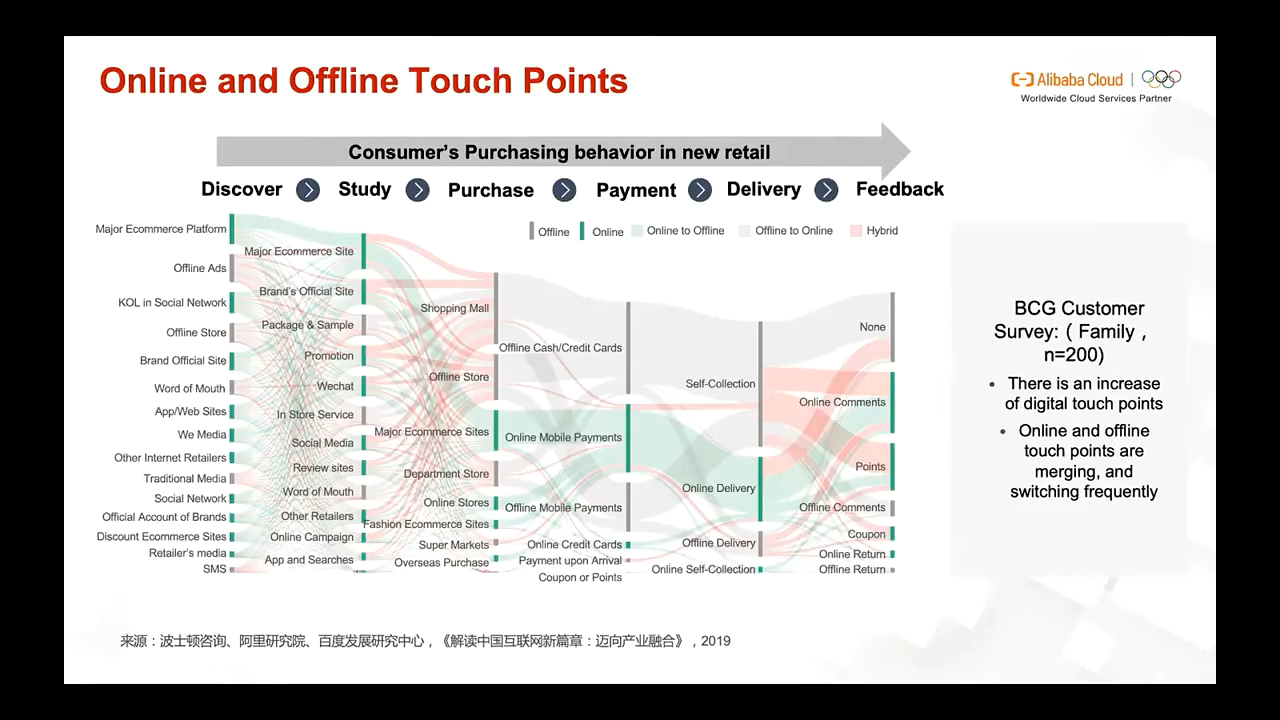 Online and Offline Touch Points
Alibaba Cloud
Worldwide Cloud Services Partner
Consumer's Purchasing behavior in new retail
Discover
Study
Purchase
Payment
Delivery
Feedback
Offline
Online
Online to Offline
Offline to Online
Hybrid
Major Ecommerce Platform
Offline Ads
KOL in Social Network
Offline Store
Brand Official Site
Word of Mouth
App/Web Sites
We Media
Other Internet Retailers
Traditional Media
Social Network
Official Account of Brands
Discount Ecommerce Sites
Retailer's media
SMS
Major Ecommerce Site
Brand's Official Site
Package & Sample
Promotion
Wechat
In Store Service
Social Media
Review sites
Word of Mouth
Other Retailers
Online Campaign
App and Searches
Shopping Mall
Offline Store
Major Ecommerce Sites
Department Store
Online Stores
Fashion Ecommerce Sites
Super Markets
Overseas Purchase
Offline Cash/Credit Cards
Online Mobile Payments
Offline Mobile Payments
Online Credit Cards
Payment upon Arrival
Coupon or Points
Self-Collection
Online Delivery
Offline Delivery
Online Self-Collection
None
Online Comments
Points
Offline Comments
Coupon
Online Return
Offline Return
BCG Customer
Survey: ( Family ,
n=200)
• There is an increase
of digital touch points
• Online and offline
touch points are
merging, and
switching frequently
来源：波士顿咨询、阿里研究院、百度发展研究中心，《解读中国互联网新篇章：迈向产业融合》，2019